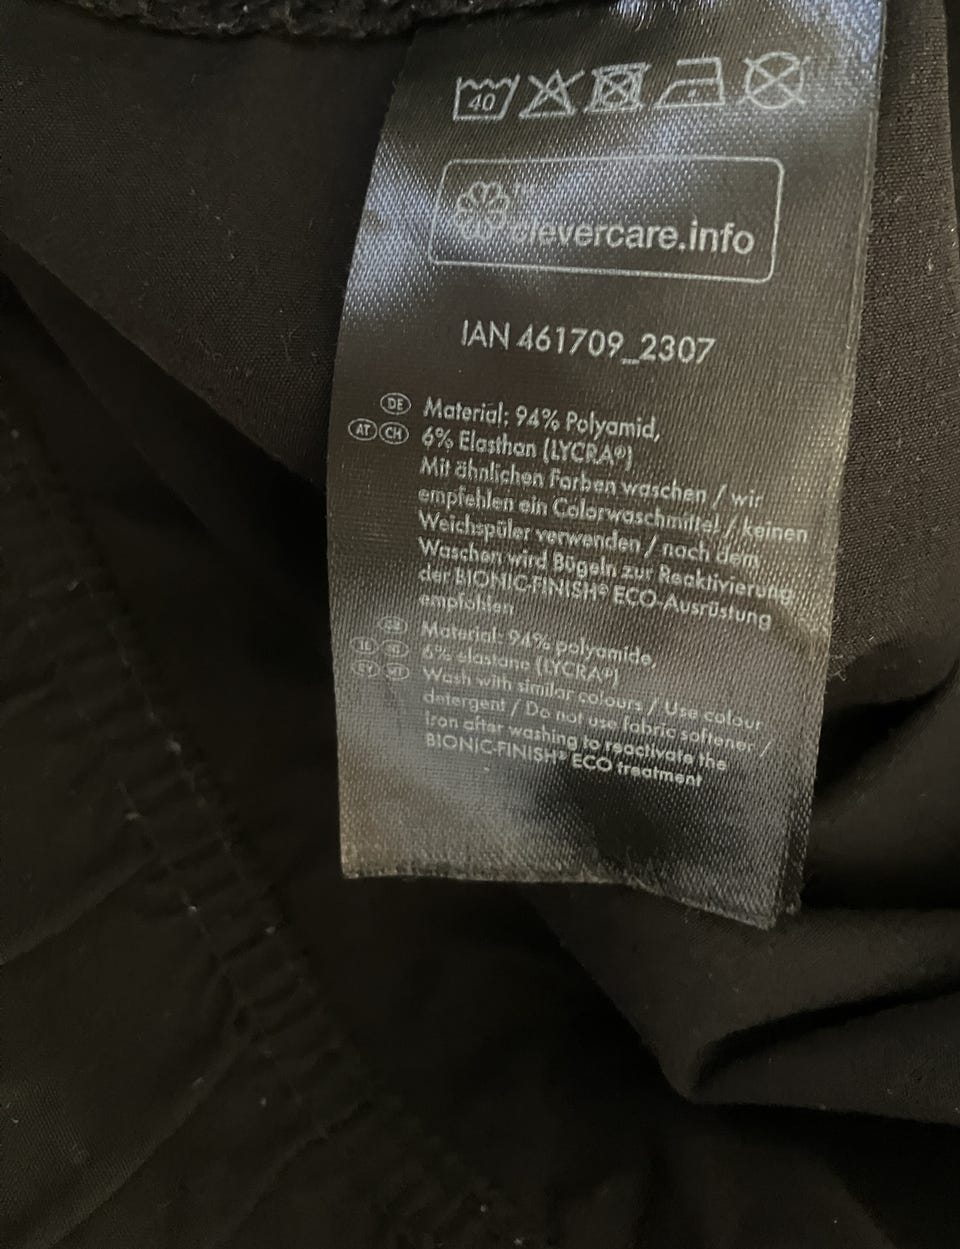 40
clevercare.info
IAN 461709_2307
DE Material: 94% Polyamid,
AT CH 6% Elasthan (LYCRA®)
Mit ähnlichen Farben waschen / wir
empfehlen ein Colorwaschmittel / keinen
Weichspüler verwenden / nach dem
Waschen wird Bügeln zur Reaktivierung
der BIONIC-FINISH® ECO-Ausrüstung
empfohlen
GB Material: 94% polyamide,
IE 6% elastane (LYCRA®)
Wash with similar colours / Use colour
detergent / Do not use fabric softener /
Iron after washing to reactivate the
BIONIC-FINISH® ECO treatment